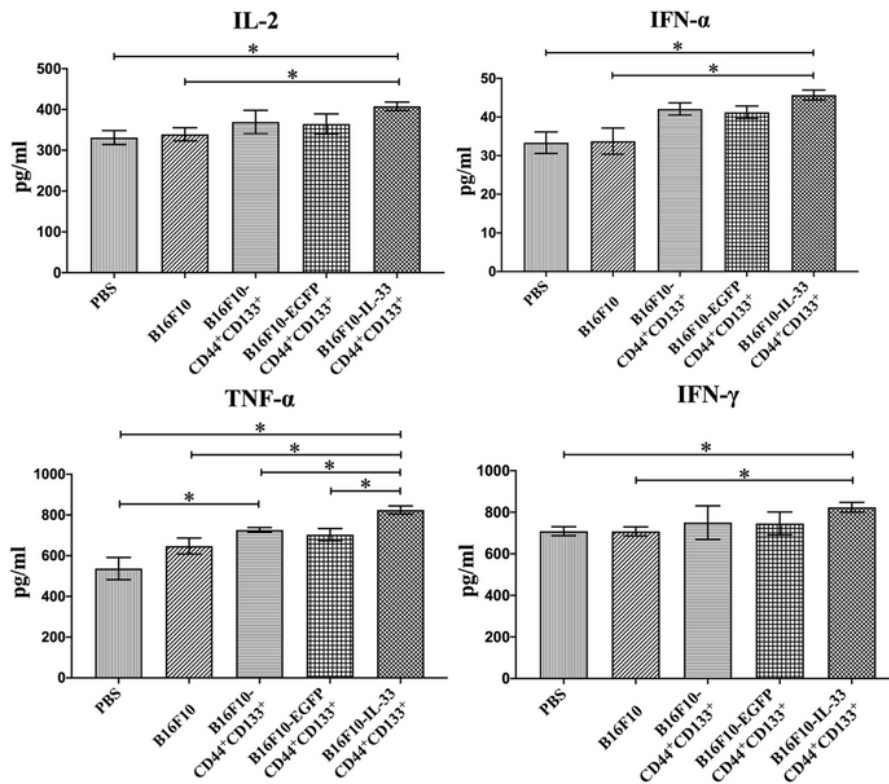 IL-2
*
*
pg/ml
500
400
300
200
100
0
PBS
B16F10
B16F10-
CD44⁺CD133⁺
B16F10-EGFP
CD44⁺CD133⁺
B16F10-IL-33
CD44⁺CD133⁺
IFN-α
*
*
pg/ml
50
40
30
20
10
0
PBS
B16F10
B16F10-
CD44⁺CD133⁺
B16F10-EGFP
CD44⁺CD133⁺
B16F10-IL-33
CD44⁺CD133⁺
TNF-α
*
*
*
*
*
pg/ml
1000
800
600
400
200
0
PBS
B16F10
B16F10-
CD44⁺CD133⁺
B16F10-EGFP
CD44⁺CD133⁺
B16F10-IL-33
CD44⁺CD133⁺
IFN-γ
*
*
pg/ml
1000
800
600
400
200
0
PBS
B16F10
B16F10-
CD44⁺CD133⁺
B16F10-EGFP
CD44⁺CD133⁺
B16F10-IL-33
CD44⁺CD133⁺